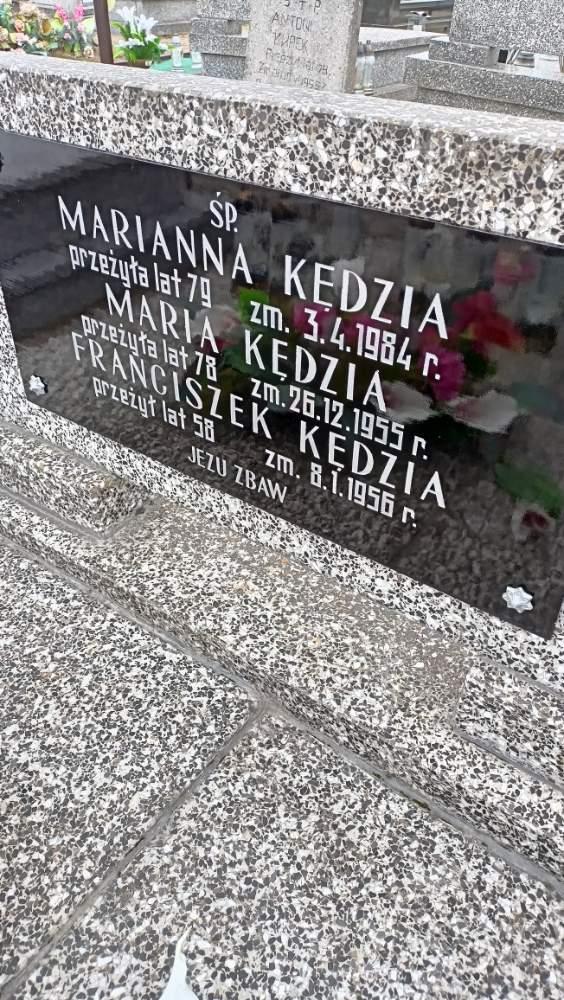 S T P
ANTONI
ŚP.
MARIANNA KĘDZIA
przeżyła lat 79 zm. 3.4.1984 r.
MARIA KĘDZIA
przeżyła lat 78 zm. 26.12.1955 r.
FRANCISZEK KĘDZIA
przeżył lat 58 zm. 8.1.1956 r.
JEZU ZBAW